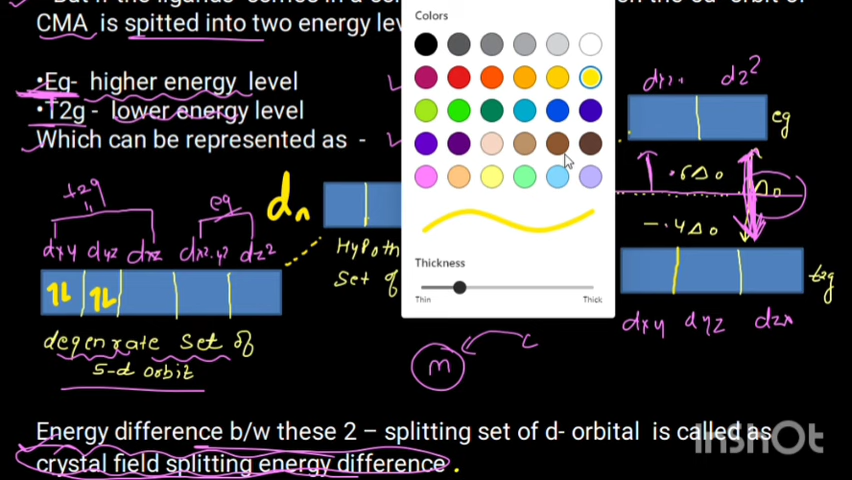 CMA is spitted into two energy lev
•Eg- higher energy level
•T2g - lower energy level
Which can be represented as -
Colors
Thickness
Thin
Thick
t2g
eg
dxy dyz dxz dx².y² dz²
dn
Hypoth
set of
degenrate set of
5-d orbit
m
L
dz²
eg
.6Δo
Δo
-.4Δo
t2g
dxy dyz dzx
Energy difference b/w these 2 – splitting set of d- orbital is called as
crystal field splitting energy difference.
InShOt